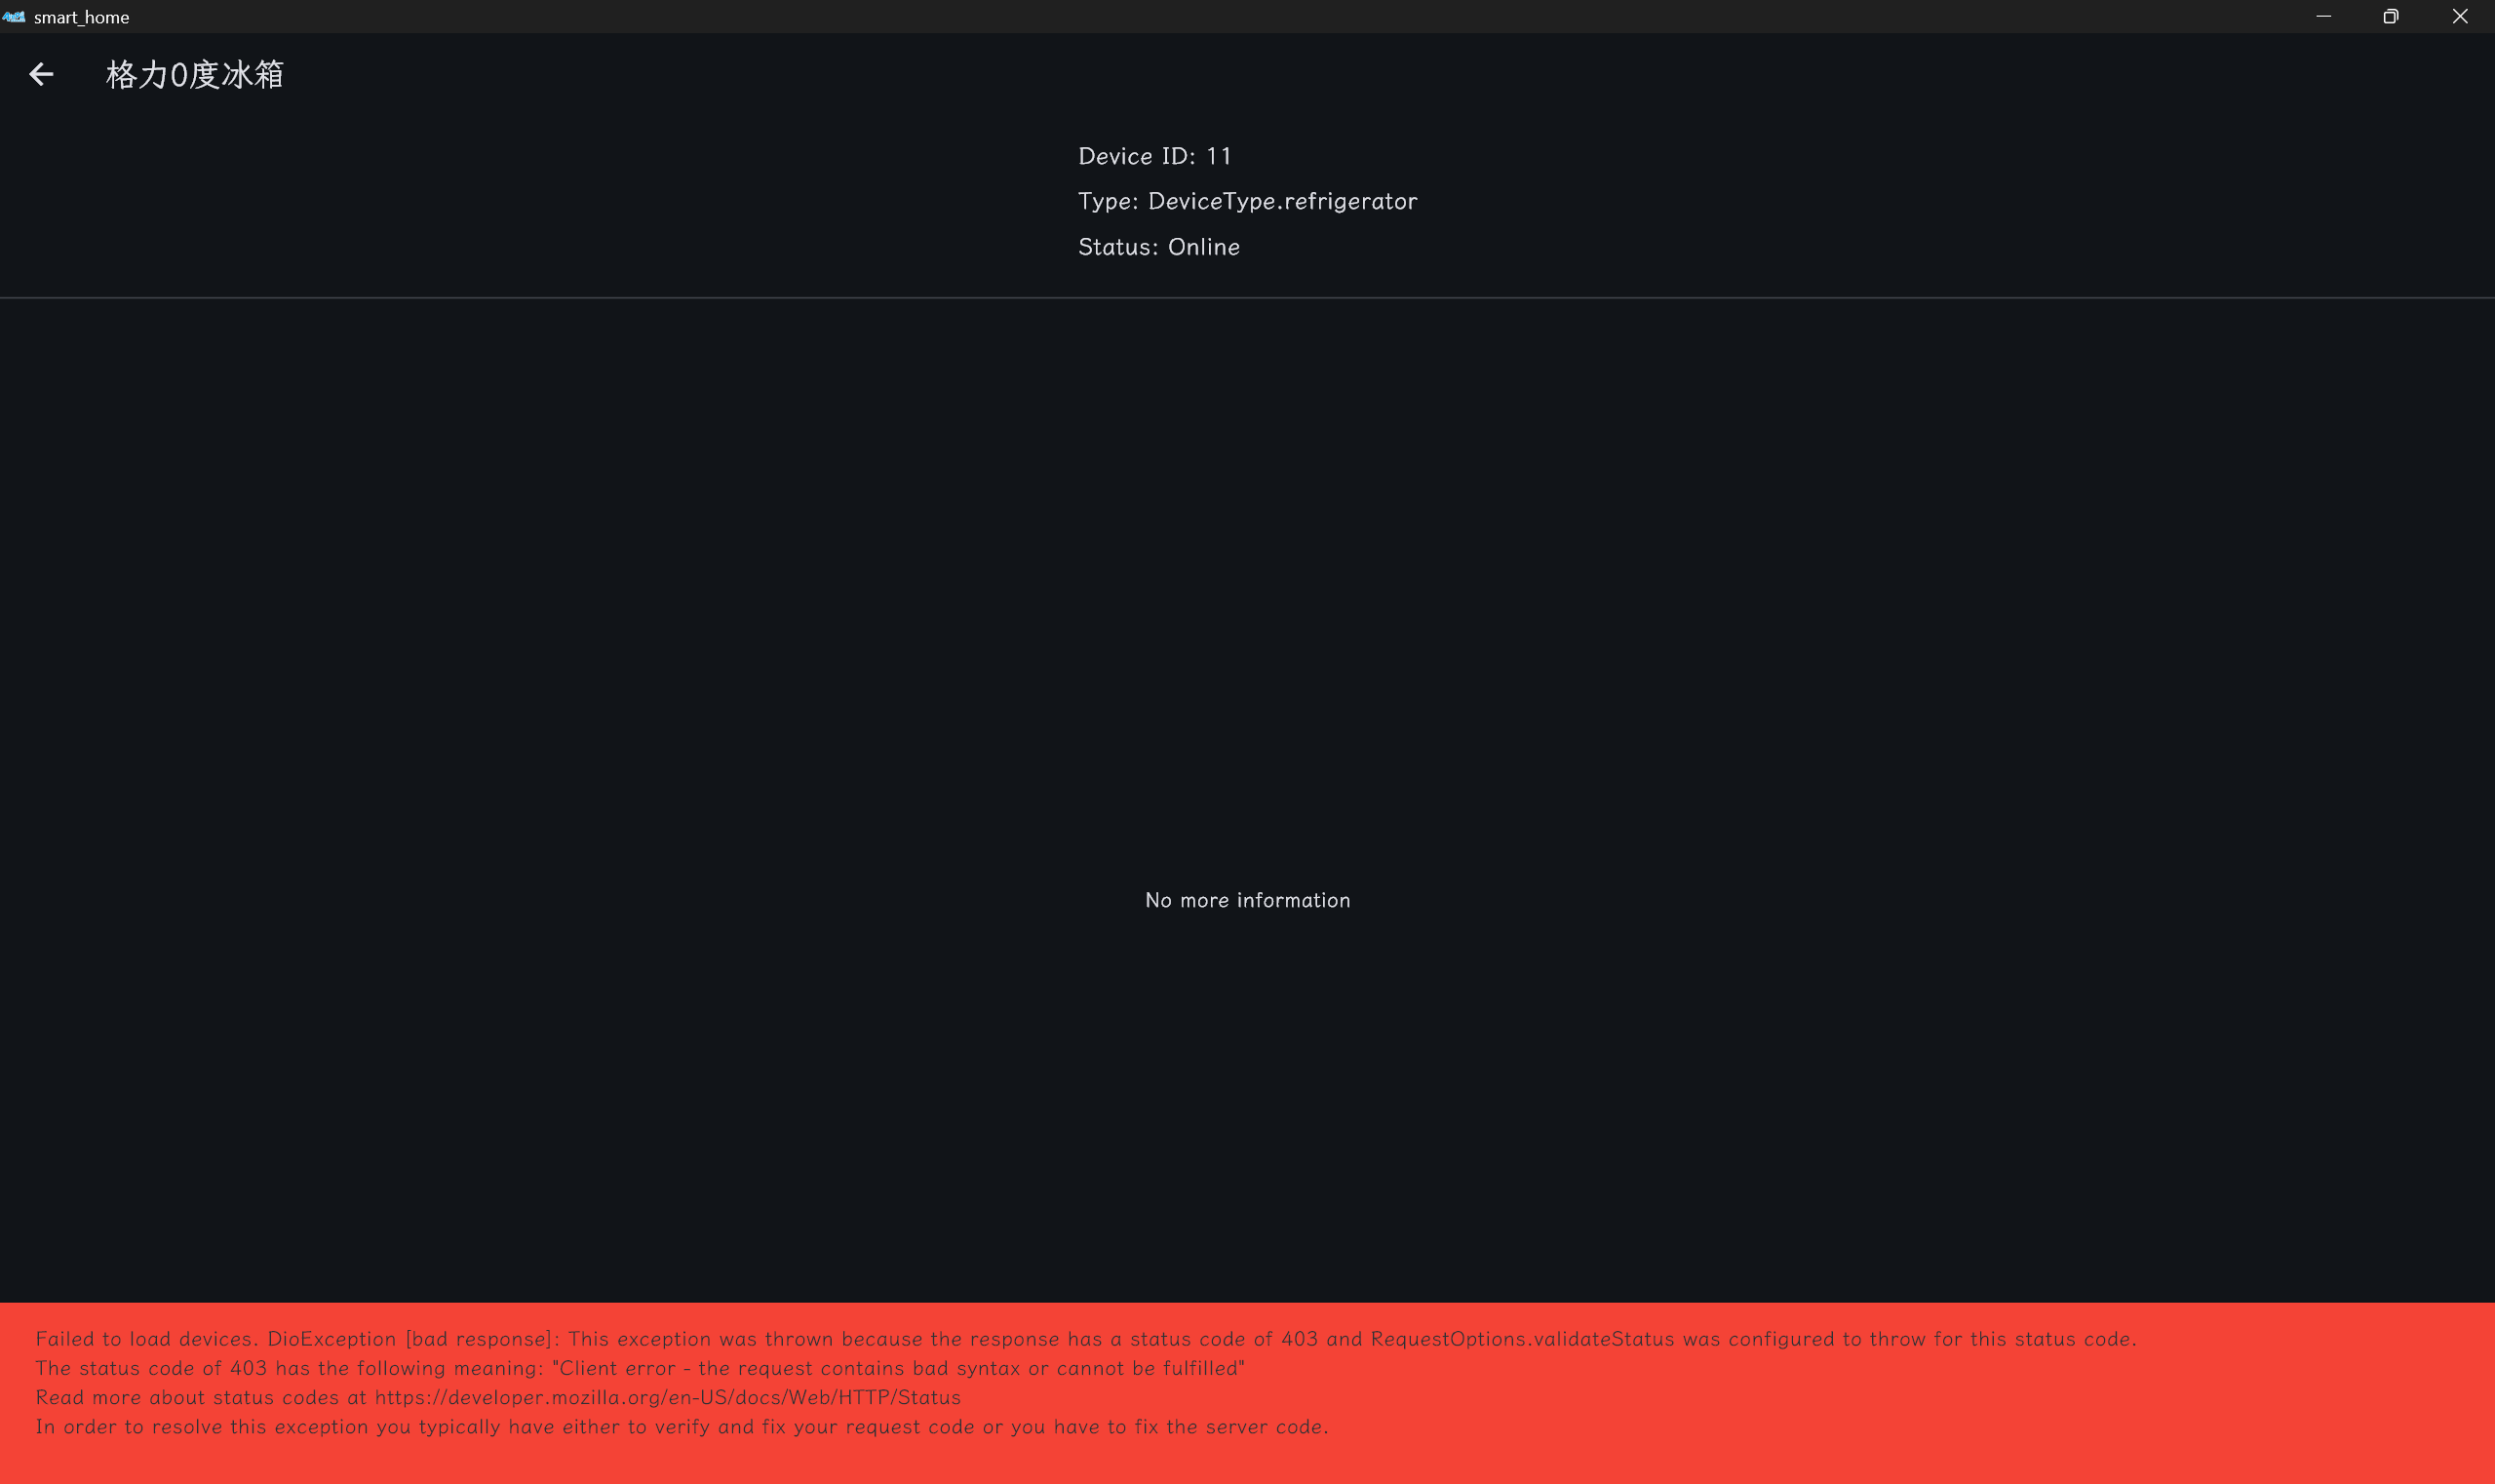 smart_home
格力0度冰箱
Device ID: 11
Type: DeviceType.refrigerator
Status: Online
No more information
Failed to load devices. DioException [bad response]: This exception was thrown because the response has a status code of 403 and RequestOptions.validateStatus was configured to throw for this status code.
The status code of 403 has the following meaning: "Client error - the request contains bad syntax or cannot be fulfilled"
Read more about status codes at https://developer.mozilla.org/en-US/docs/Web/HTTP/Status
In order to resolve this exception you typically have either to verify and fix your request code or you have to fix the server code.